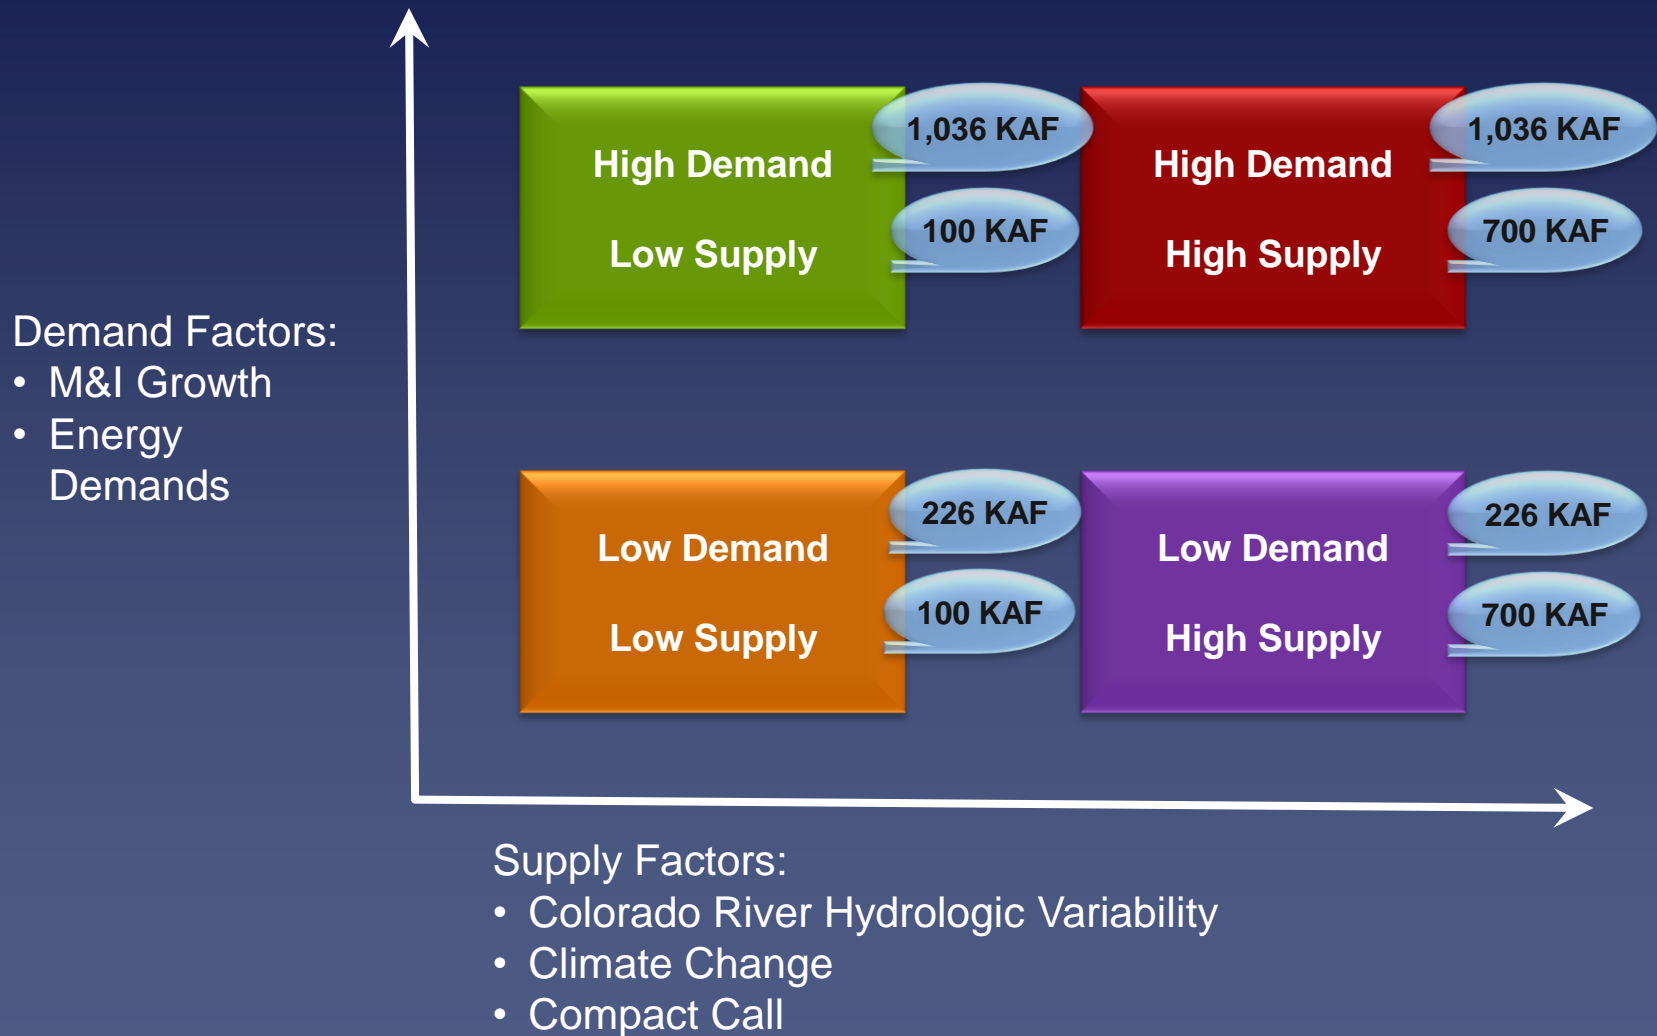 High Demand
1,036 KAF
Low Supply
100 KAF
High Demand
1,036 KAF
High Supply
700 KAF
Demand Factors:
• M&I Growth
• Energy
Demands
Low Demand
226 KAF
Low Supply
100 KAF
Low Demand
226 KAF
High Supply
700 KAF
Supply Factors:
• Colorado River Hydrologic Variability
• Climate Change
• Compact Call